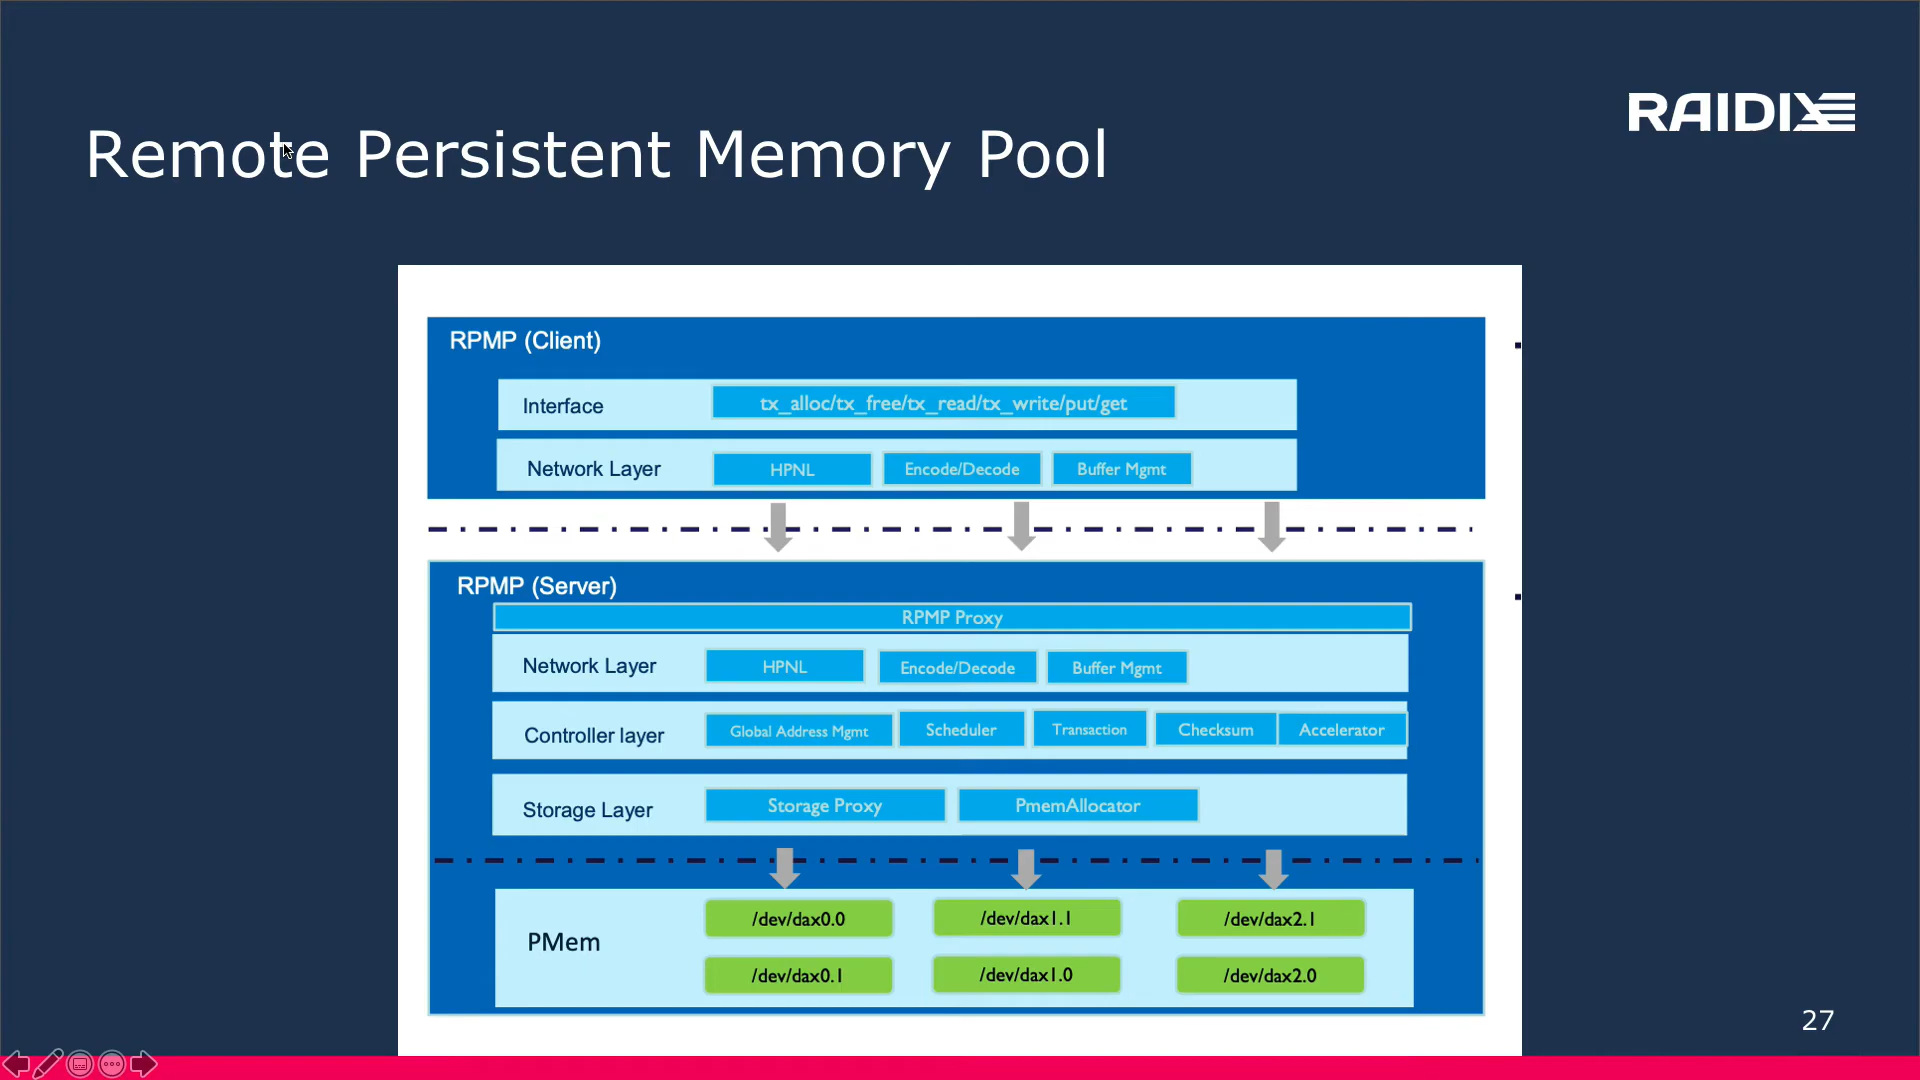 RAIDIX
Remote Persistent Memory Pool
RPMP (Client)
Interface
tx_alloc/tx_free/tx_read/tx_write/put/get
Network Layer
HPNL
Encode/Decode
Buffer Mgmt
RPMP (Server)
RPMP Proxy
Network Layer
HPNL
Encode/Decode
Buffer Mgmt
Controller layer
Global Address Mgmt
Scheduler
Transaction
Checksum
Accelerator
Storage Layer
Storage Proxy
PmemAllocator
PMem
/dev/dax0.0
/dev/dax1.1
/dev/dax2.1
/dev/dax0.1
/dev/dax1.0
/dev/dax2.0
27